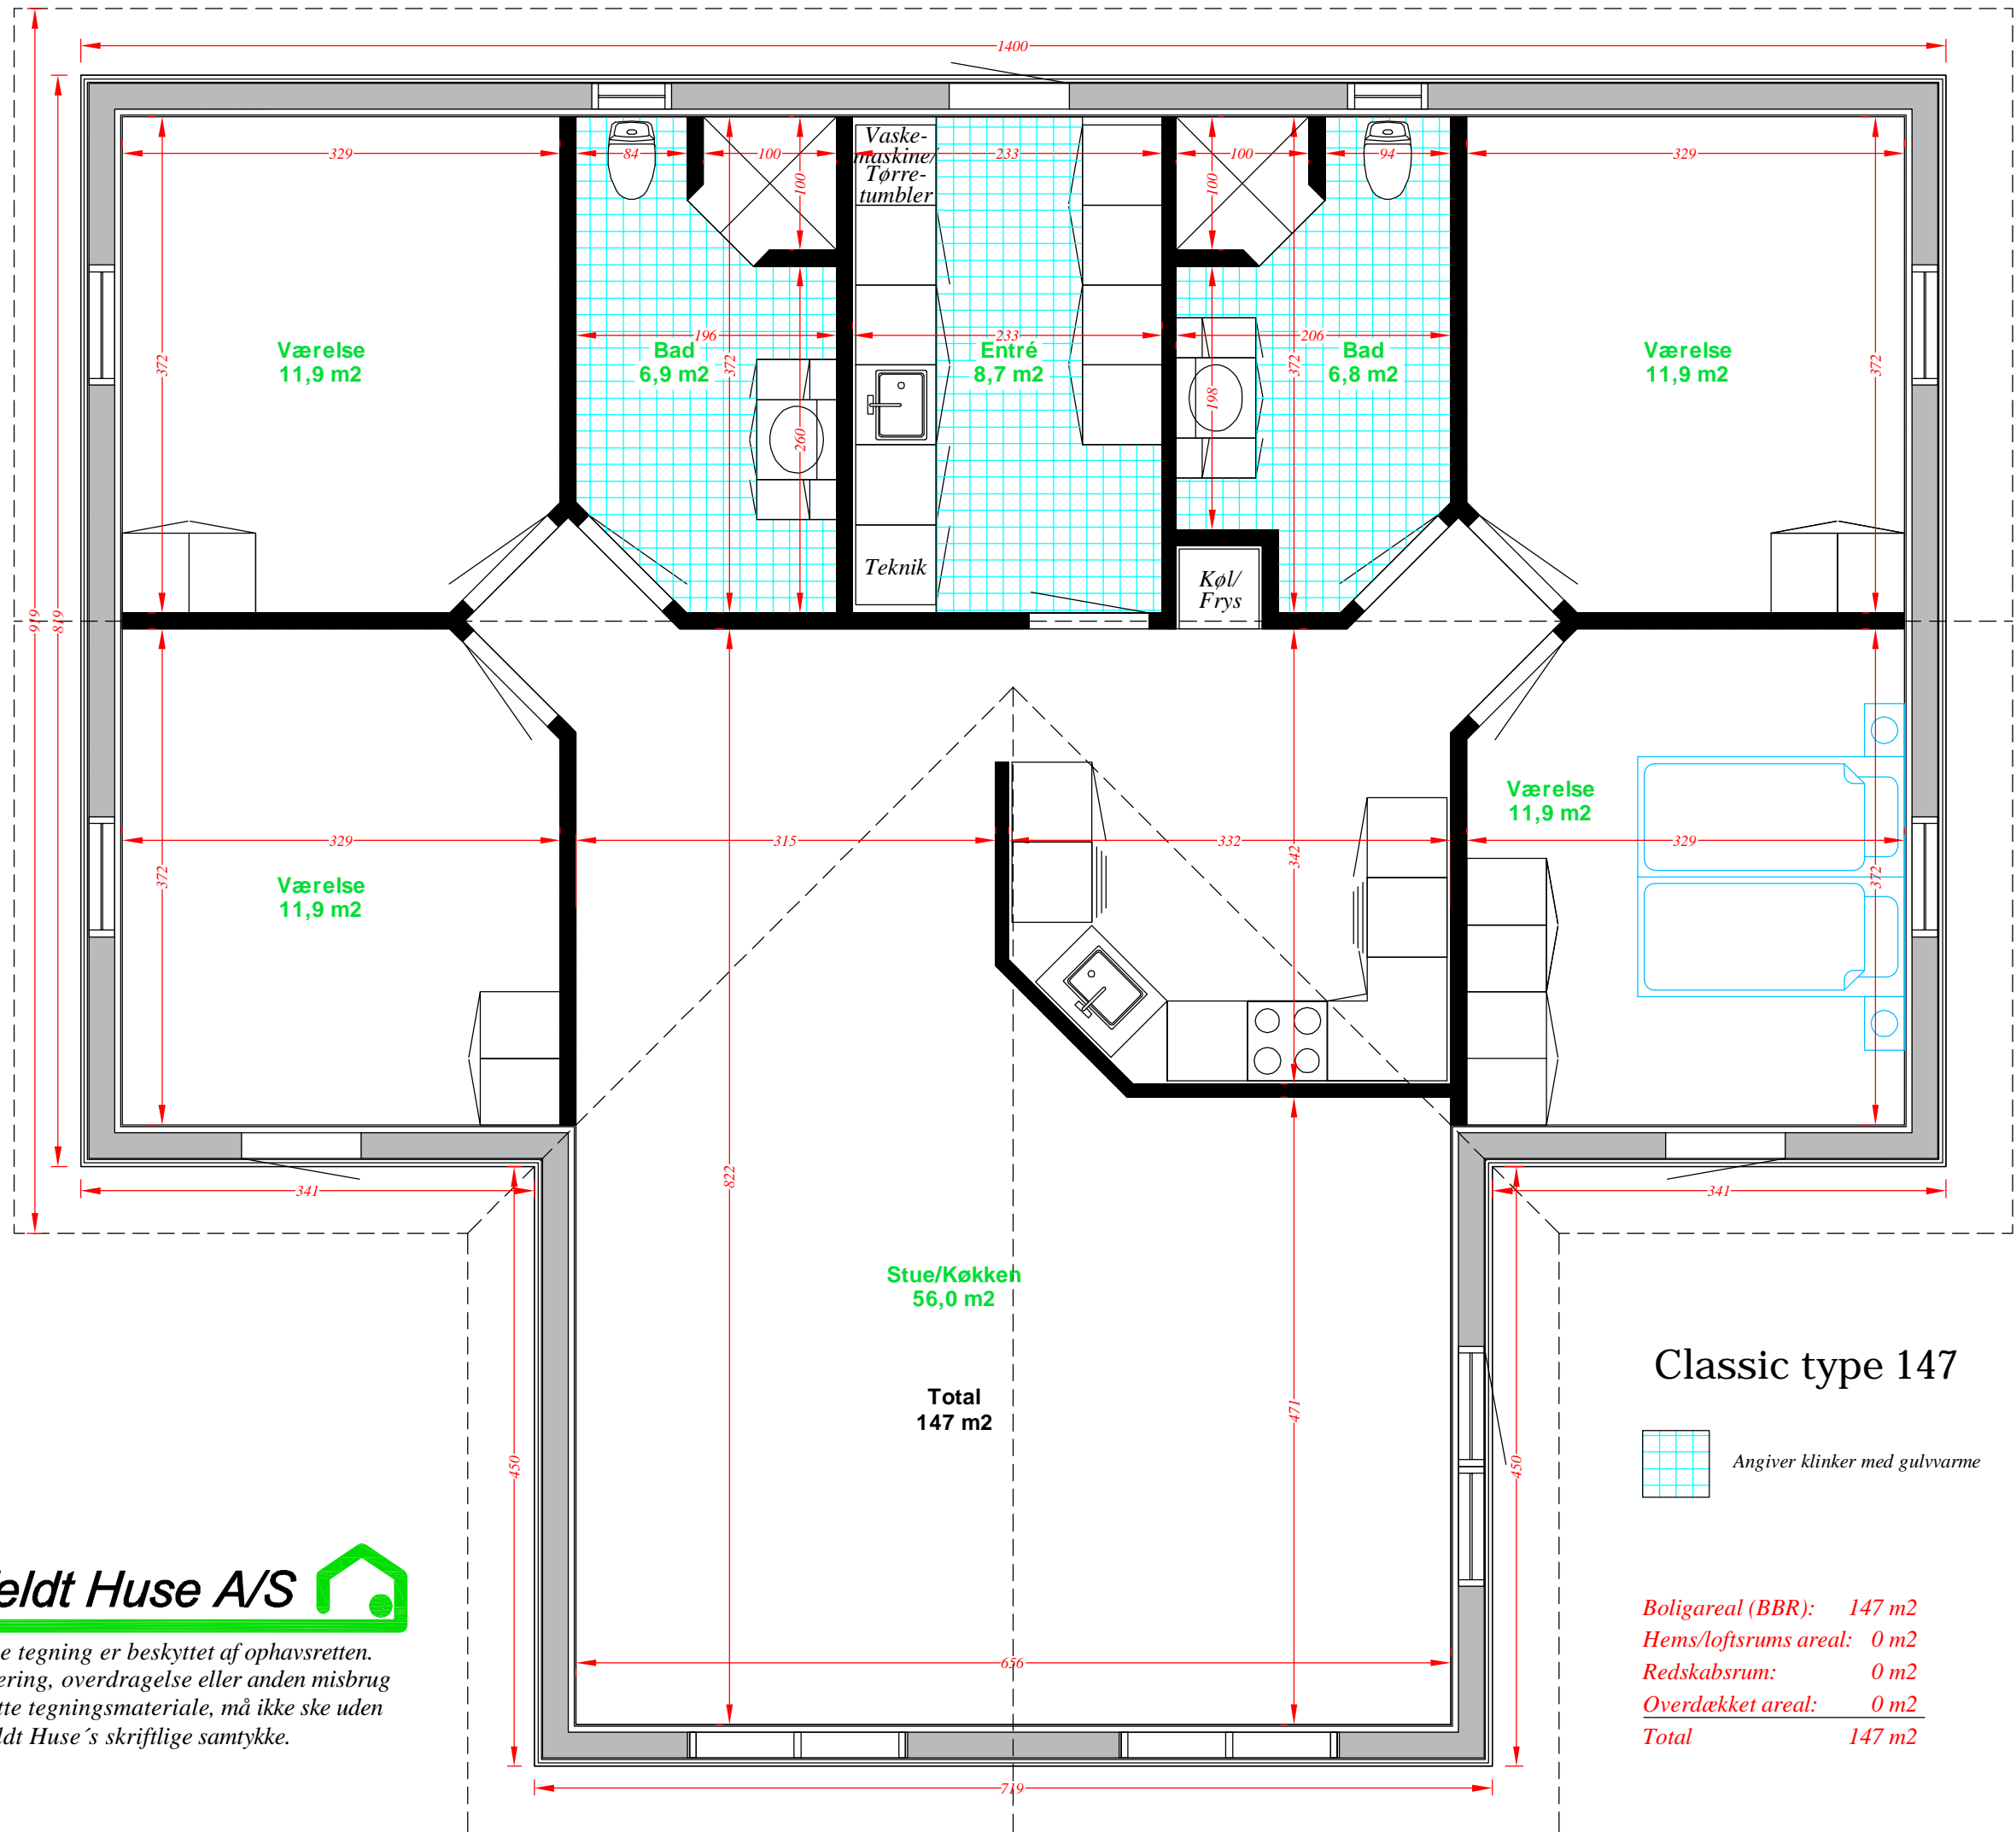 1400
329
84
100
233
100
94
329
Vaske-
maskine/
Tørre-
tumbler
100
100
196
233
206
Værelse
11,9 m2
Bad
6,9 m2
Entré
8,7 m2
Bad
6,8 m2
Værelse
11,9 m2
372
372
372
372
260
198
Teknik
Køl/
Frys
919
819
Værelse
11,9 m2
329
315
332
342
329
372
372
Værelse
11,9 m2
822
341
341
Stue/Køkken
56,0 m2
Total
147 m2
471
450
450
656
719
Classic type 147
Angiver klinker med gulvvarme
eldt Huse A/S
e tegning er beskyttet af ophavsretten.
ering, overdragelse eller anden misbrug
tte tegningsmateriale, må ikke ske uden
ldt Huse´s skriftlige samtykke.
Boligareal (BBR): 147 m2
Hems/loftsrums areal: 0 m2
Redskabsrum: 0 m2
Overdækket areal: 0 m2
Total 147 m2